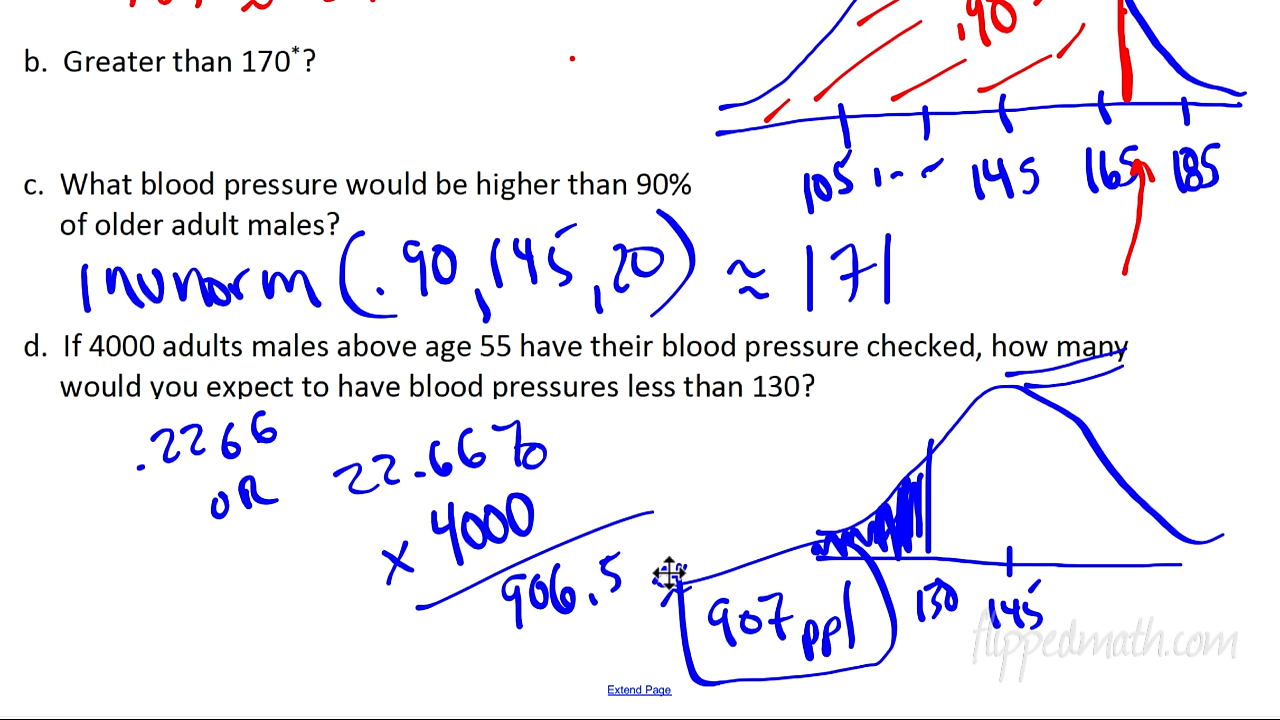 b. Greater than 170*?
.90
105 145 165 185
c. What blood pressure would be higher than 90%
of older adult males?
Invnorm (.90,145,20) ≈ 171
d. If 4000 adults males above age 55 have their blood pressure checked, how many
would you expect to have blood pressures less than 130?
.2266
OR
22.66%
x 4000
906.5
907 ppl
130 145
flippedmath.com
Extend Page